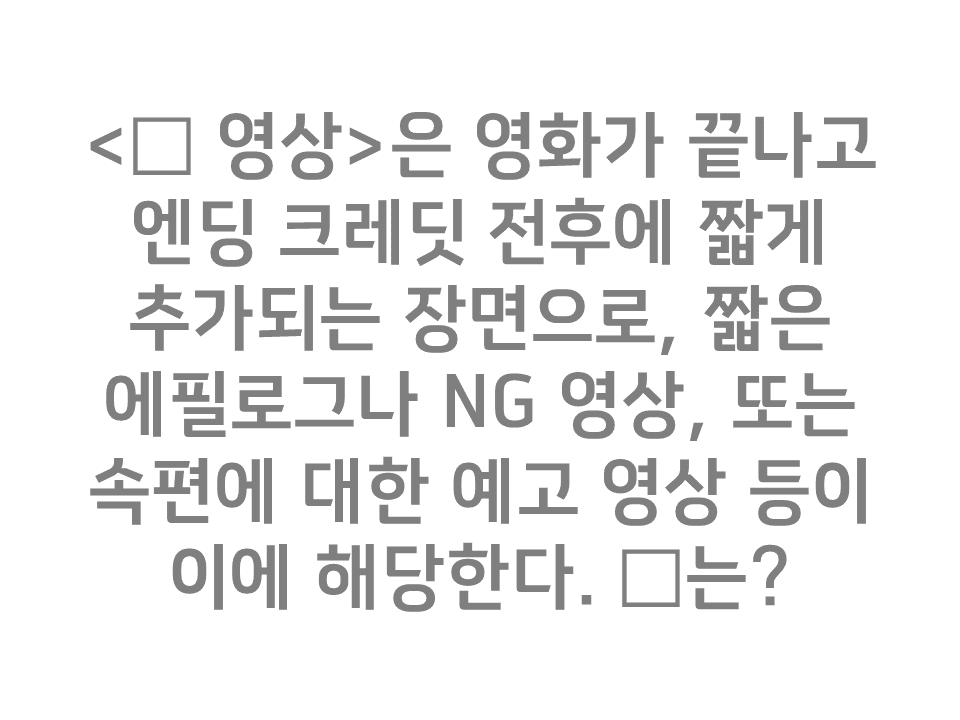 <□ 영상>은 영화가 끝나고
엔딩 크레딧 전후에 짧게
추가되는 장면으로, 짧은
에필로그나 NG 영상, 또는
속편에 대한 예고 영상 등이
이에 해당한다. □는?